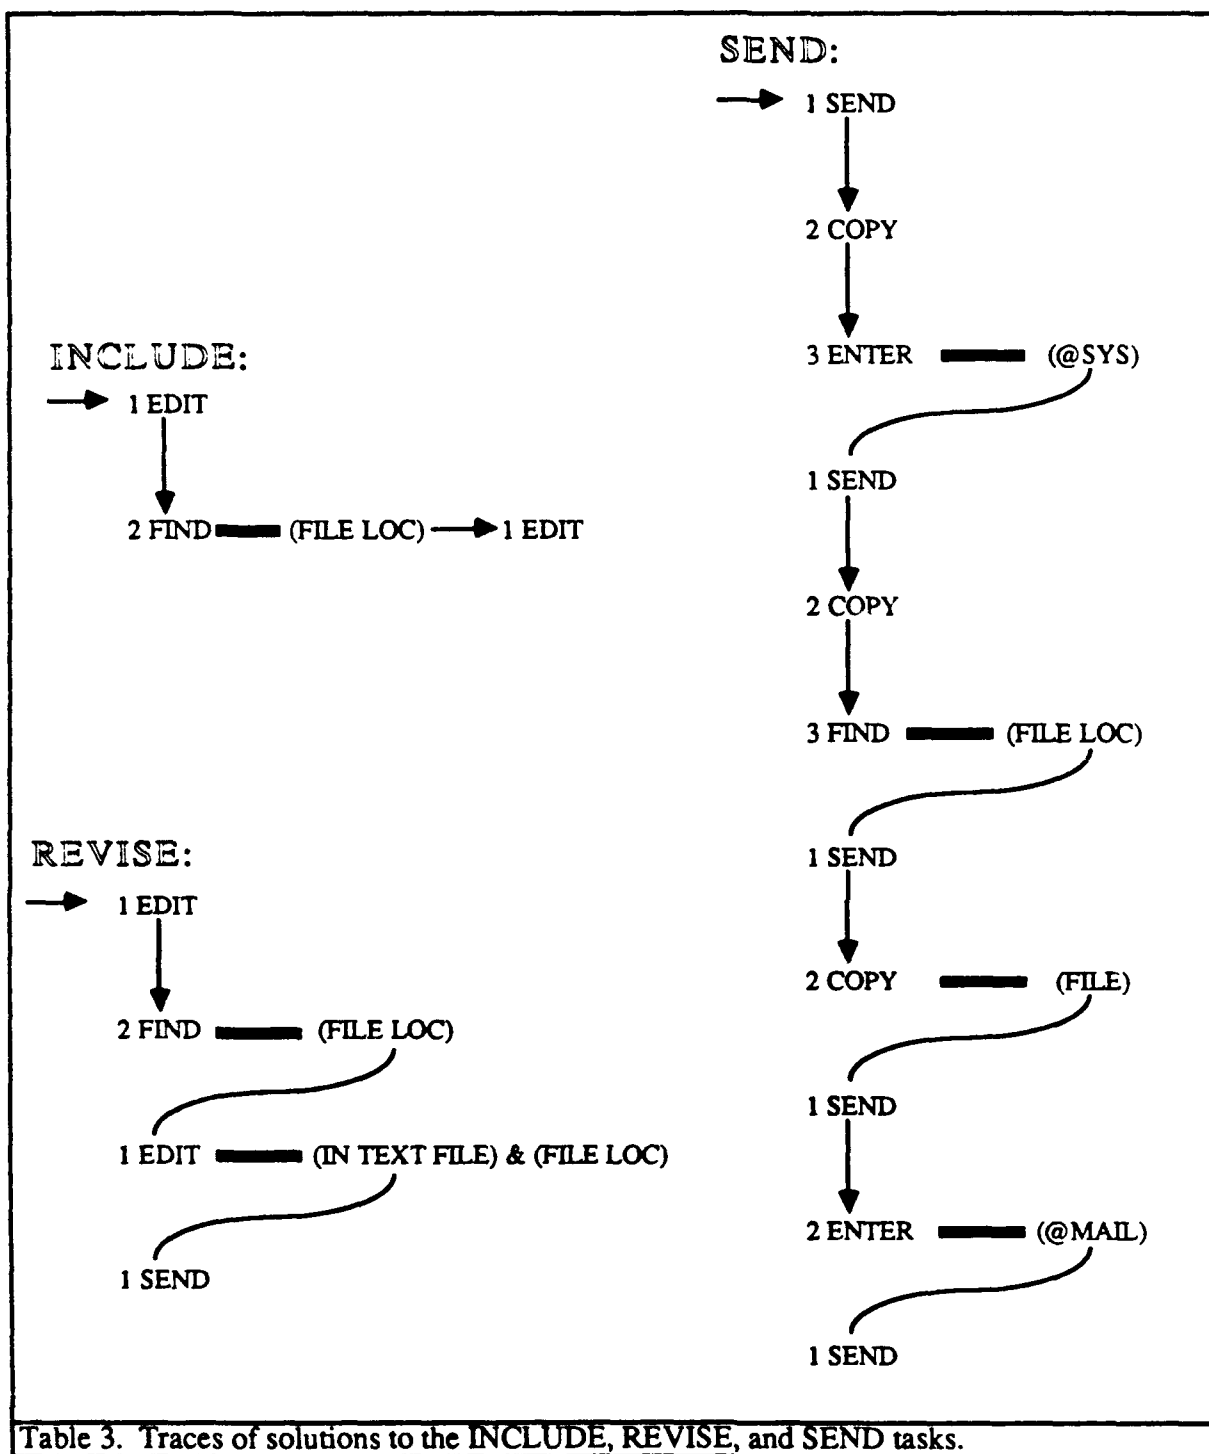 SEND:
1 SEND
2 COPY
3 ENTER (@SYS)
1 SEND
2 COPY
3 FIND (FILE LOC)
1 SEND
2 COPY (FILE)
1 SEND
2 ENTER (@MAIL)
1 SEND
INCLUDE:
1 EDIT
2 FIND (FILE LOC) 1 EDIT
REVISE:
1 EDIT
2 FIND (FILE LOC)
1 EDIT (IN TEXT FILE) & (FILE LOC)
1 SEND
Table 3. Traces of solutions to the INCLUDE, REVISE, and SEND tasks.